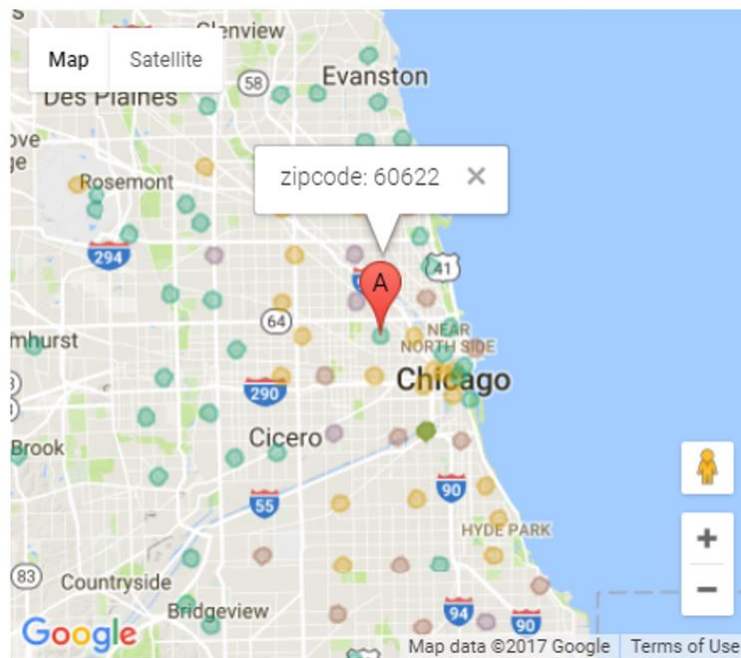 s
Glenview
Map
Satellite
58
Evanston
Des Plaines
ove
ge
zipcode: 60622 ×
Rosemont
294
41
A
64
NEAR
NORTH SIDE
mhurst
Chicago
290
Cicero
Brook
90
55
HYDE PARK
+
83
Countryside
−
Bridgeview
94
90
Google
Map data ©2017 Google
Terms of Use